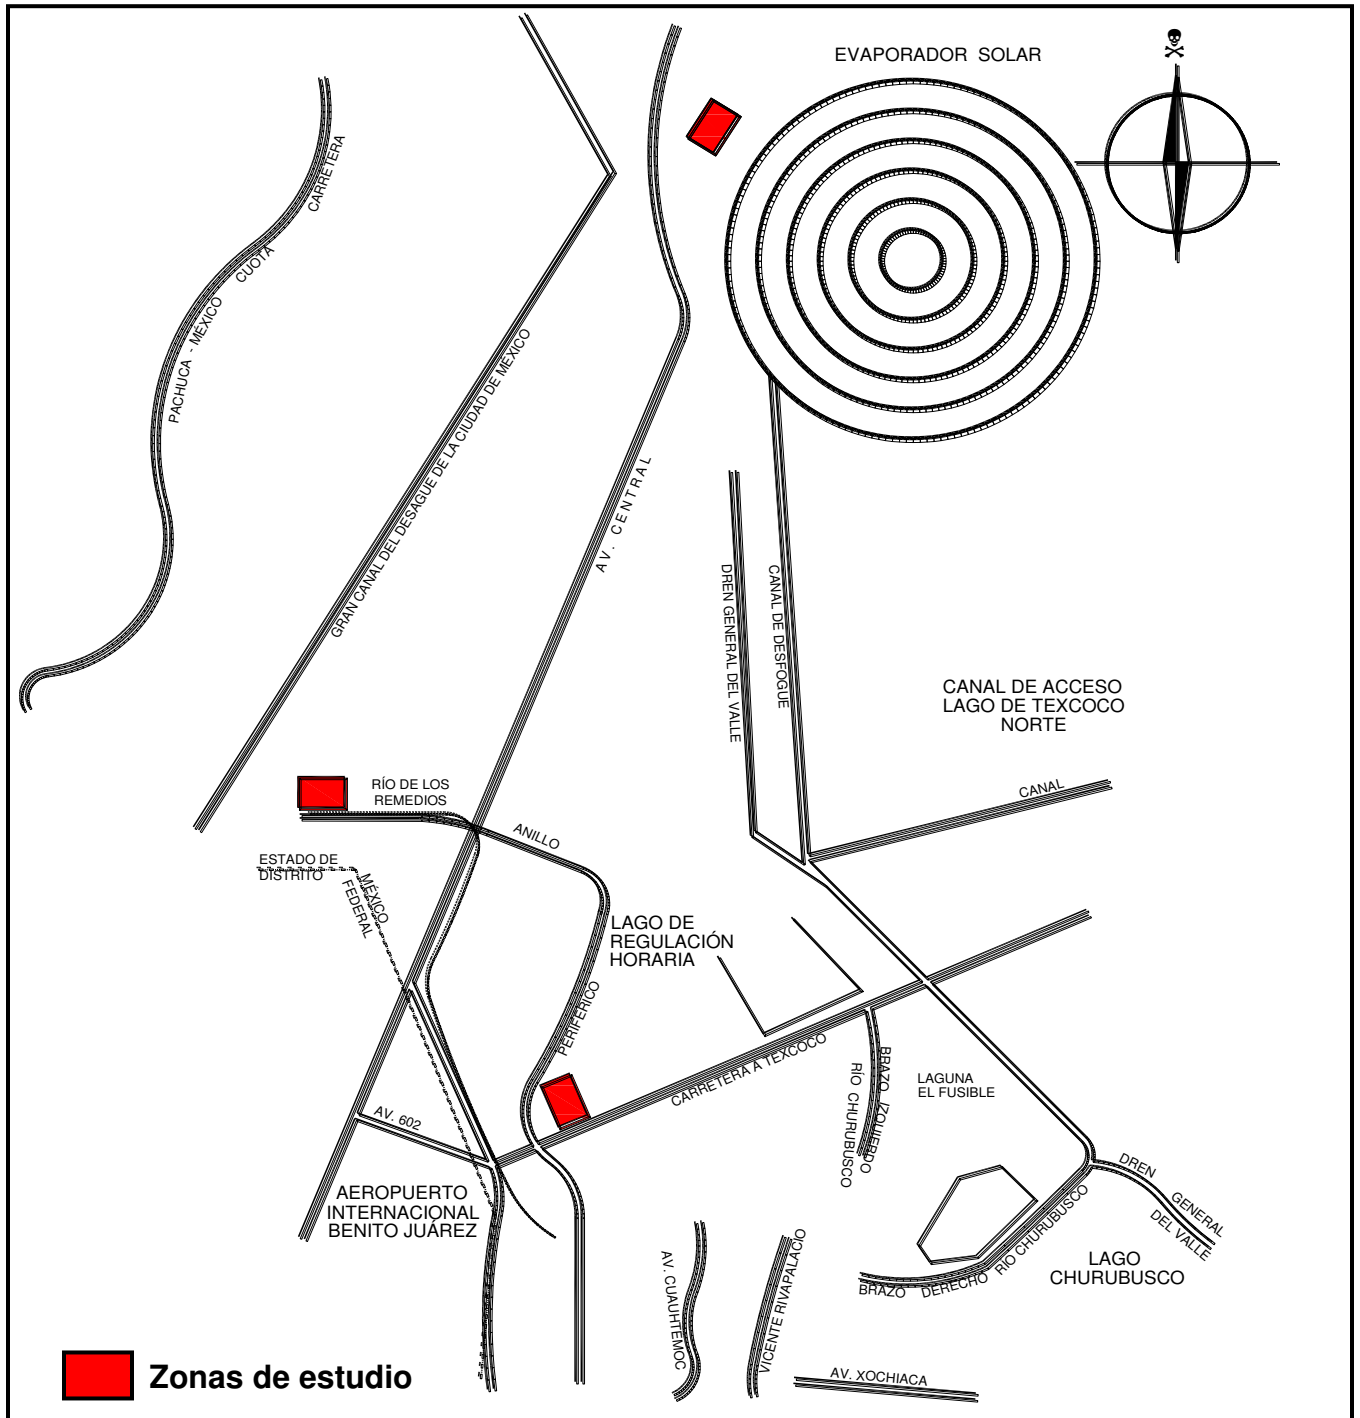 EVAPORADOR SOLAR
CARRETERA
CUOTA
PACHUCA - MÉXICO
GRAN CANAL DEL DESAGUE DE LA CIUDAD DE MÉXICO
AV. CENTRAL
DREN GENERAL DEL VALLE
CANAL DE DESFOGUE
CANAL DE ACCESO
LAGO DE TEXCOCO
NORTE
CANAL
RÍO DE LOS
REMEDIOS
ANILLO
ESTADO DE
DISTRITO
MÉXICO
FEDERAL
LAGO DE
REGULACIÓN
HORARIA
PERIFERICO
CARRETERA A TEXCOCO
BRAZO IZQUIERDO
RÍO CHURUBUSCO
LAGUNA
EL FUSIBLE
AV. 602
AEROPUERTO
INTERNACIONAL
BENITO JUÁREZ
DREN
GENERAL
DEL VALLE
RIO CHURUBUSCO
BRAZO DERECHO
LAGO
CHURUBUSCO
AV. CUAUHTEMOC
VICENTE RIVAPALACIO
AV. XOCHIACA
Zonas de estudio